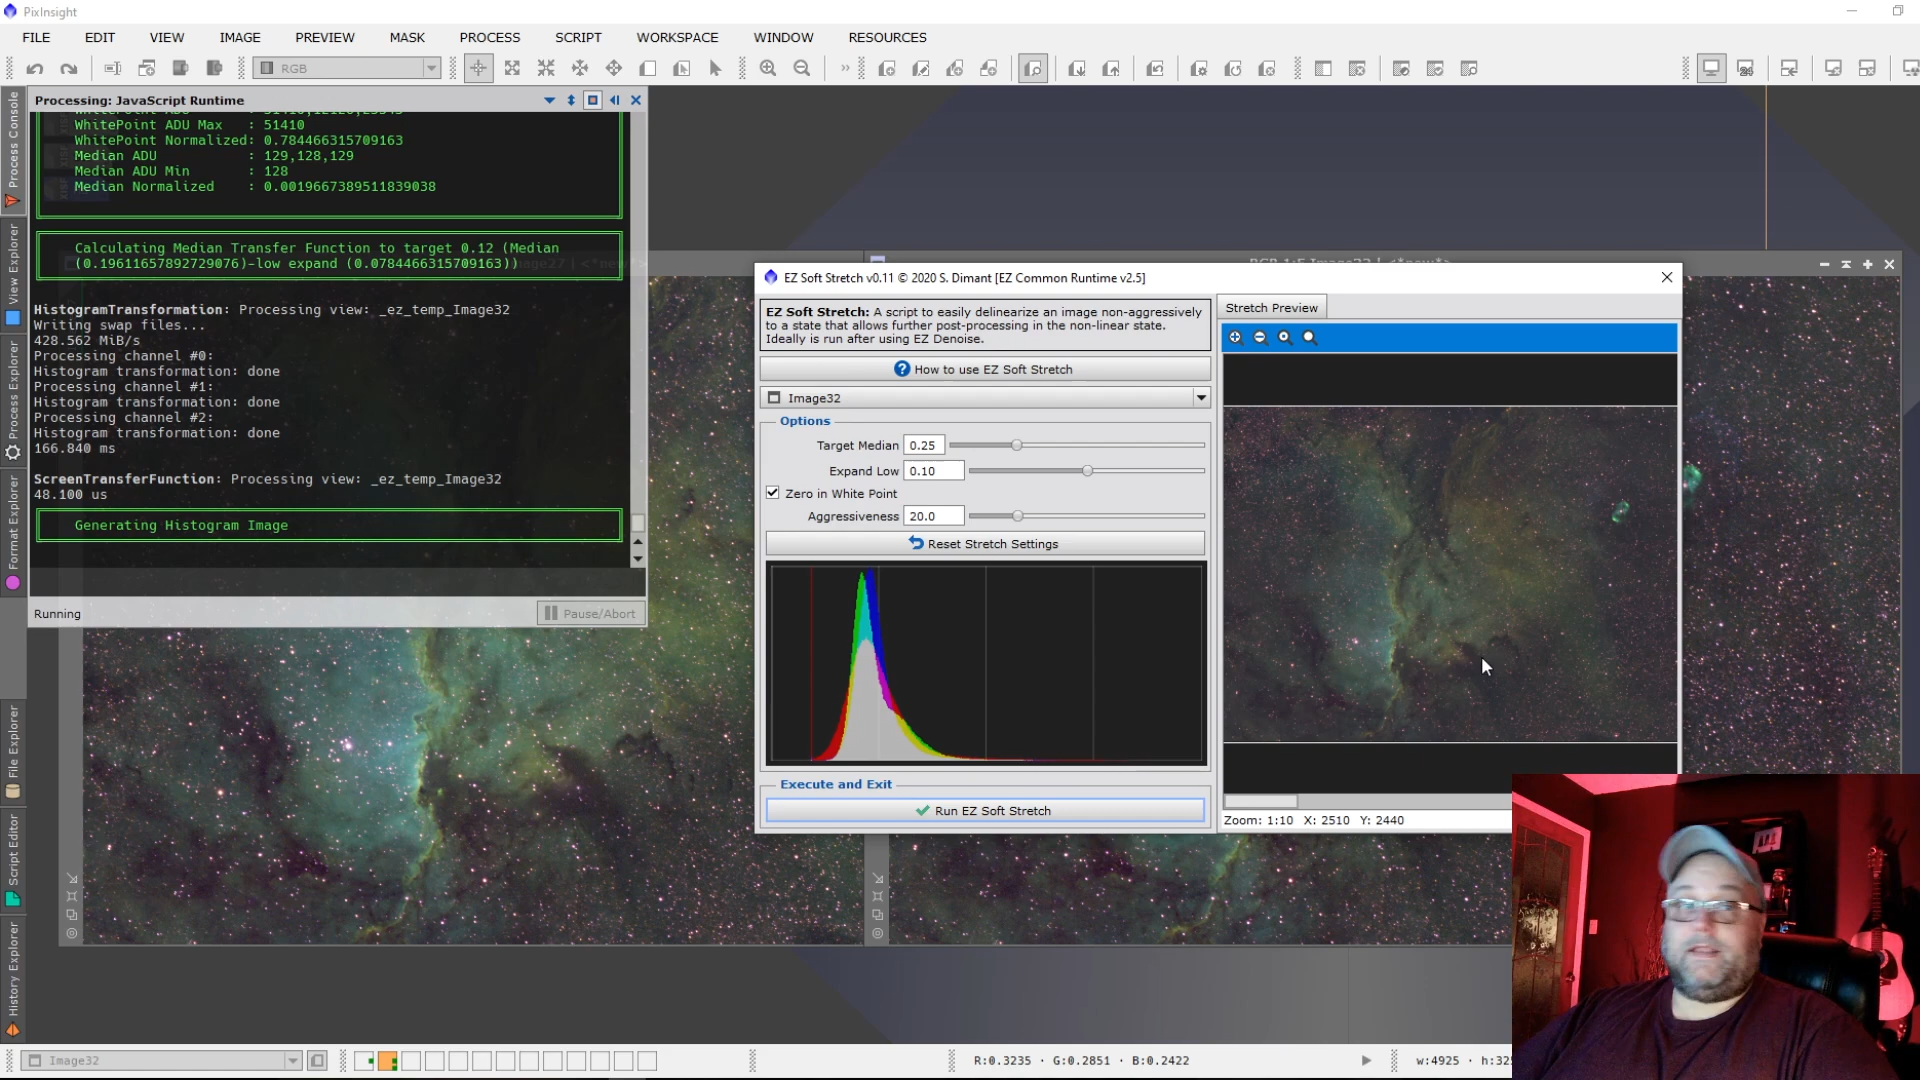 PixInsight
FILE EDIT VIEW IMAGE PREVIEW MASK PROCESS SCRIPT WORKSPACE WINDOW RESOURCES
RGB
Processing: JavaScript Runtime
WhitePoint ADU Max : 51410
WhitePoint Normalized: 0.784466315709163
Median ADU : 129,128,129
Median ADU Min : 128
Median Normalized : 0.0019667389511839038
Calculating Median Transfer Function to target 0.12 (Median
(0.19611657892729076)-low expand (0.0784466315709163))
HistogramTransformation: Processing view: _ez_temp_Image32
Writing swap files...
428.562 MiB/s
Processing channel #0:
Histogram transformation: done
Processing channel #1:
Histogram transformation: done
Processing channel #2:
Histogram transformation: done
166.840 ms
ScreenTransferFunction: Processing view: _ez_temp_Image32
48.100 us
Generating Histogram Image
Running
Pause/Abort
Process Console
View Explorer
Process Explorer
Format Explorer
File Explorer
Script Editor
History Explorer
EZ Soft Stretch v0.11 © 2020 S. Dimant [EZ Common Runtime v2.5]
EZ Soft Stretch: A script to easily delinearize an image non-aggressively
to a state that allows further post-processing in the non-linear state.
Ideally is run after using EZ Denoise.
How to use EZ Soft Stretch
Image32
Options
Target Median 0.25
Expand Low 0.10
Zero in White Point
Aggressiveness 20.0
Reset Stretch Settings
Execute and Exit
Run EZ Soft Stretch
Stretch Preview
Zoom: 1:10 X: 2510 Y: 2440
Image32
R:0.3235 · G:0.2851 · B:0.2422
w:4925 ·